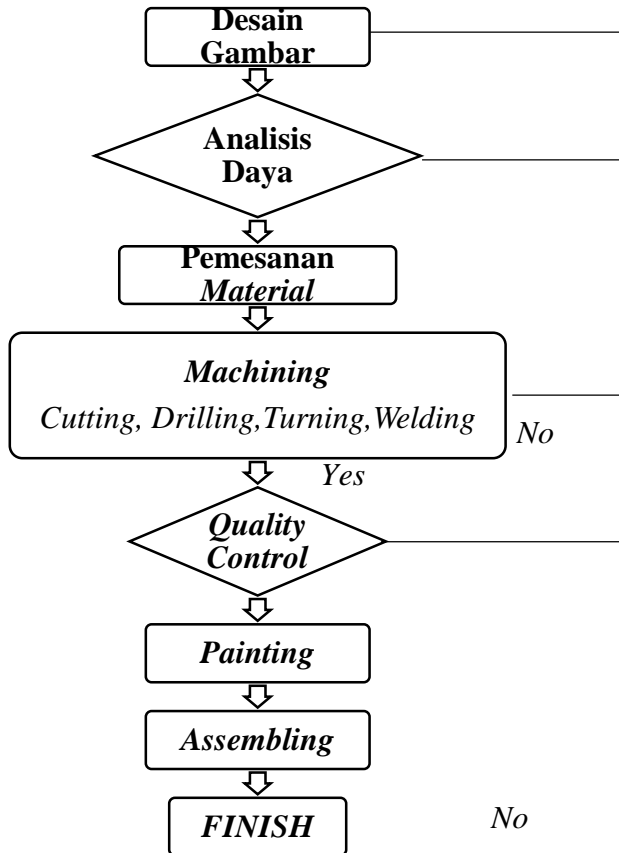 Desain
Gambar
Analisis
Daya
Pemesanan
Material
Machining
Cutting, Drilling,Turning,Welding
No
Yes
Quality
Control
Painting
Assembling
FINISH
No